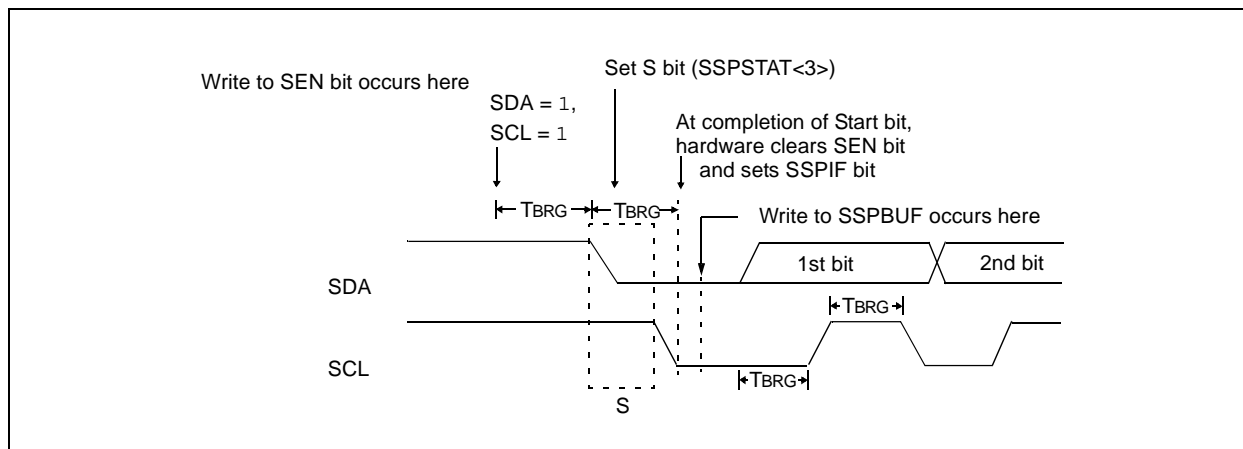 Write to SEN bit occurs here
Set S bit (SSPSTAT<3>)
SDA = 1,
SCL = 1
At completion of Start bit,
hardware clears SEN bit
and sets SSPIF bit
TBRG
TBRG
Write to SSPBUF occurs here
1st bit
2nd bit
SDA
TBRG
SCL
TBRG
S